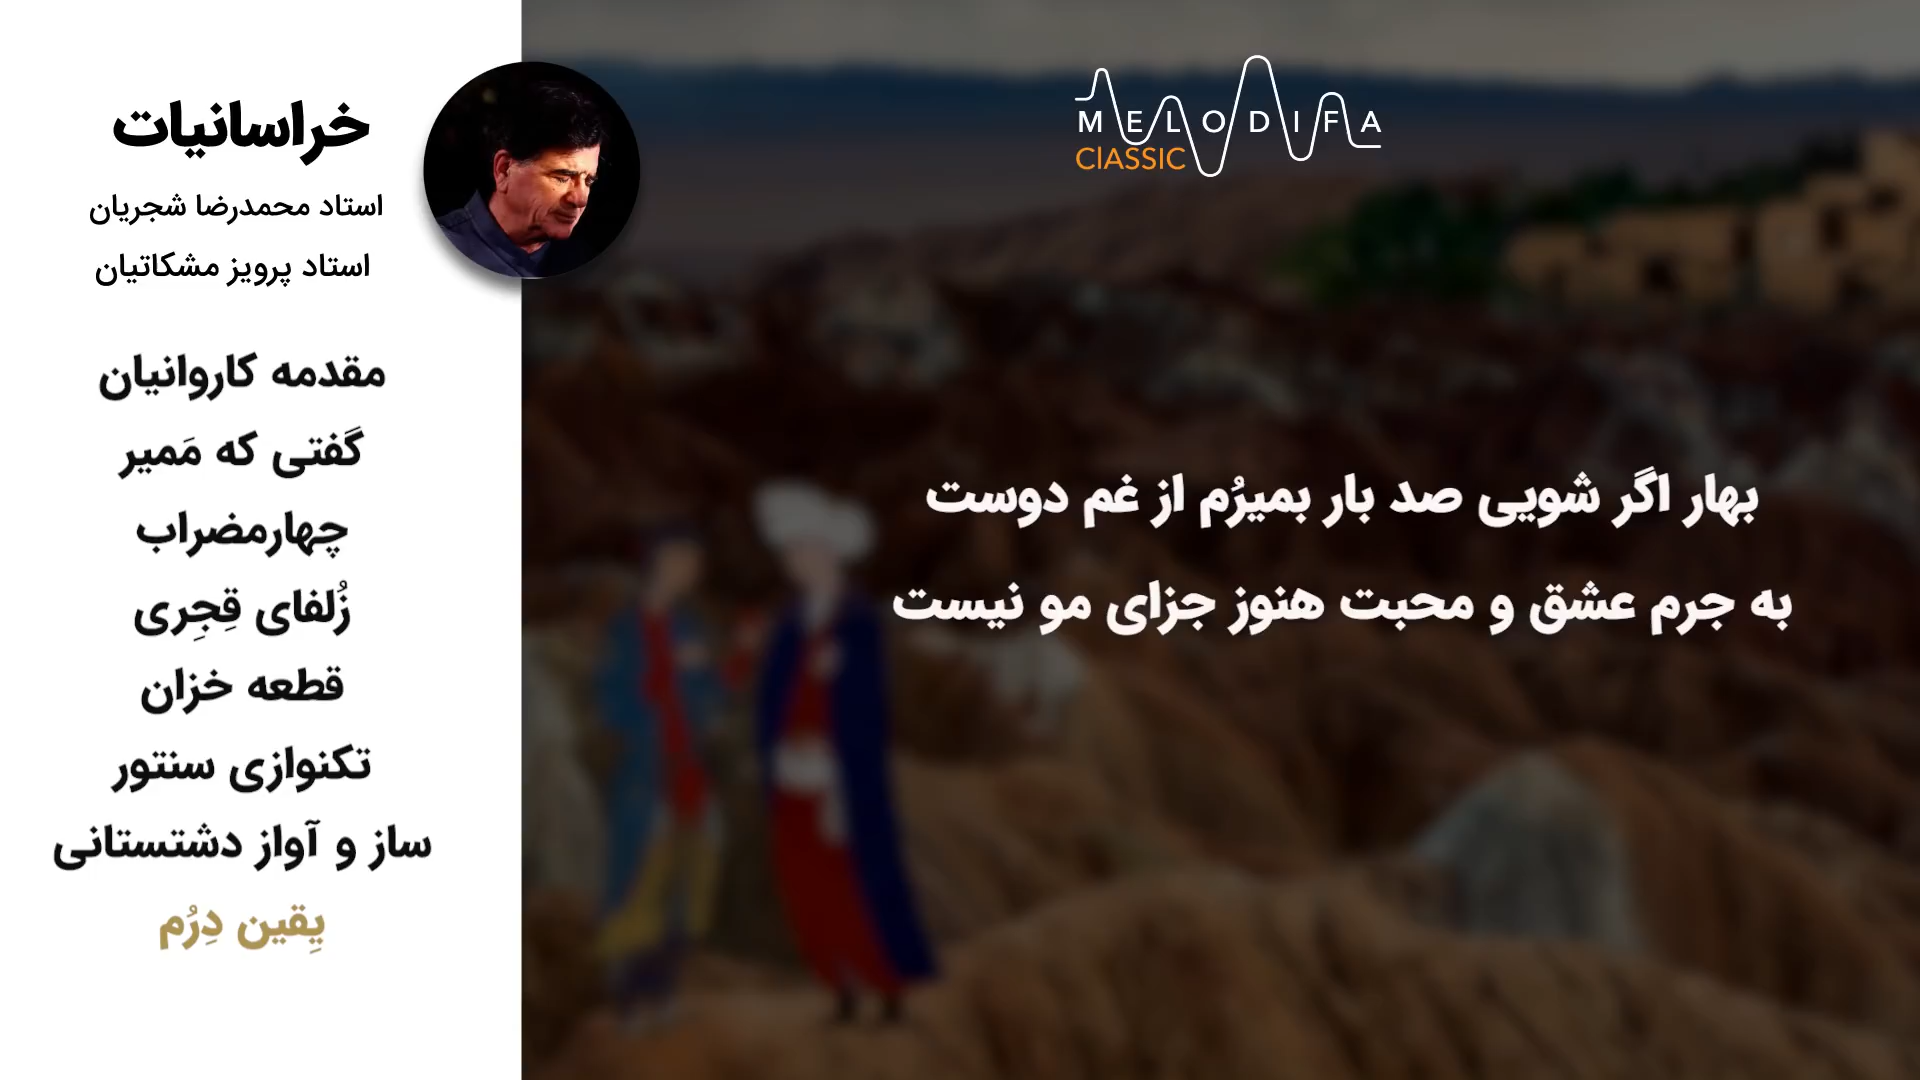 خراسانیات
استاد محمدرضا شجریان
استاد پرویز مشکاتیان
مقدمه کاروانیان
گَفتی که مَمیر
چهارمضراب
زُلفای قِجِری
قطعه خزان
تکنوازی سنتور
ساز و آواز دشتستانی
یِقین دِرُم
MELODIFA
ClASSIC
بهار اگر شویی صد بار بمیرُم از غم دوست
به جرم عشق و محبت هنوز جزای مو نیست